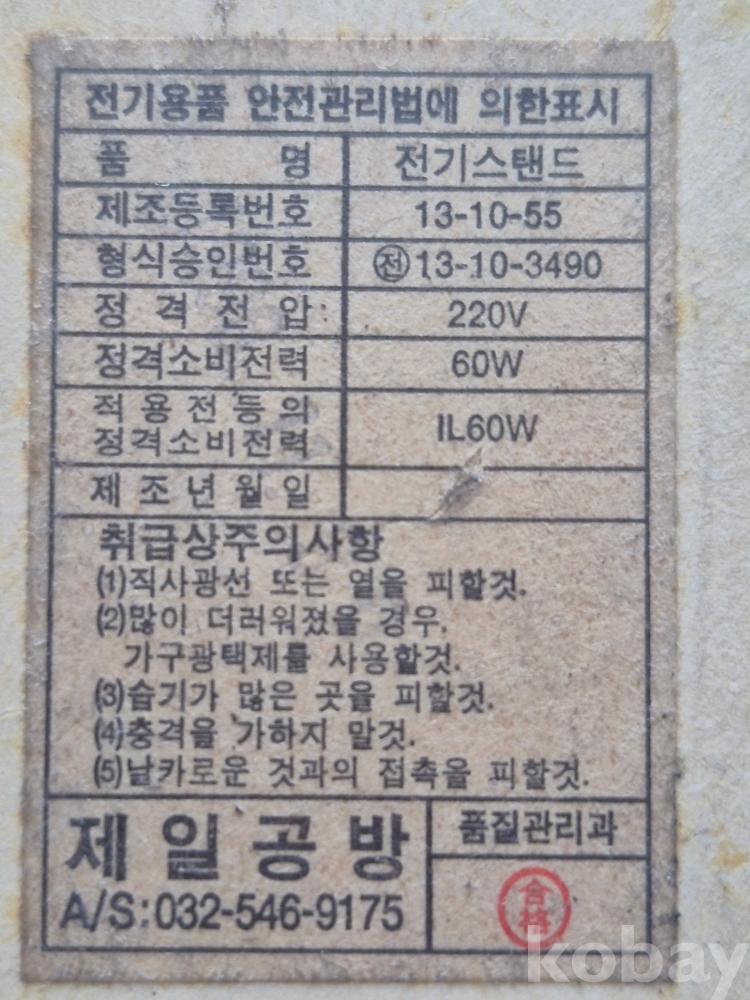 전기용품 안전관리법에 의한표시
품 명 전기스탠드
제조등록번호 13-10-55
형식승인번호 ㉄13-10-3490
정 격 전 압: 220V
정격소비전력 60W
적 용 전 등 의
정격소비전력 IL60W
제 조 년 월 일
취급상주의사항
(1)직사광선 또는 열을 피할것.
(2)많이 더러워졌을 경우,
가구광택제를 사용할것.
(3)습기가 많은 곳을 피할것.
(4)충격을 가하지 말것.
(5)날카로운 것과의 접촉을 피할것.
제 일 공 방
A/S:032-546-9175
품질관리과
合格
kobay